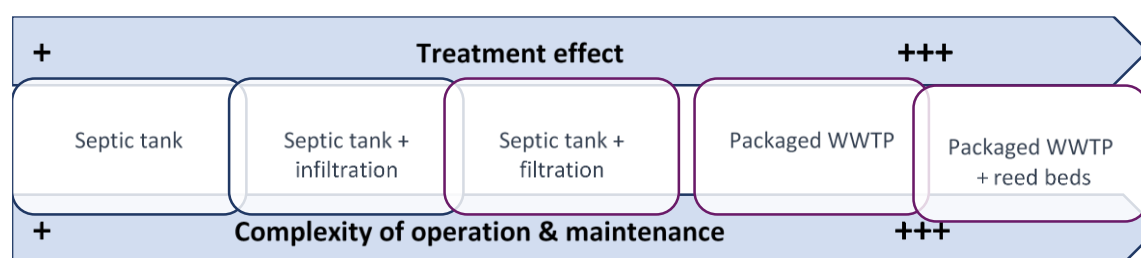 + Treatment effect +++
Septic tank
Septic tank +
infiltration
Septic tank +
filtration
Packaged WWTP
Packaged WWTP
+ reed beds
+ Complexity of operation & maintenance +++